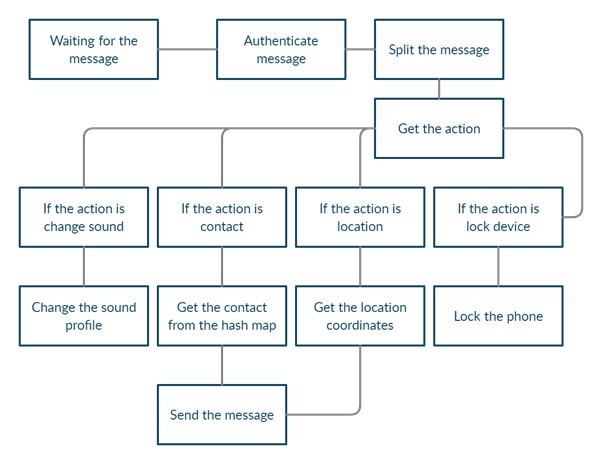 Waiting for the
message
Authenticate
message
Split the message
Get the action
If the action is
change sound
If the action is
contact
If the action is
location
If the action is
lock device
Change the sound
profile
Get the contact
from the hash map
Get the location
coordinates
Lock the phone
Send the message